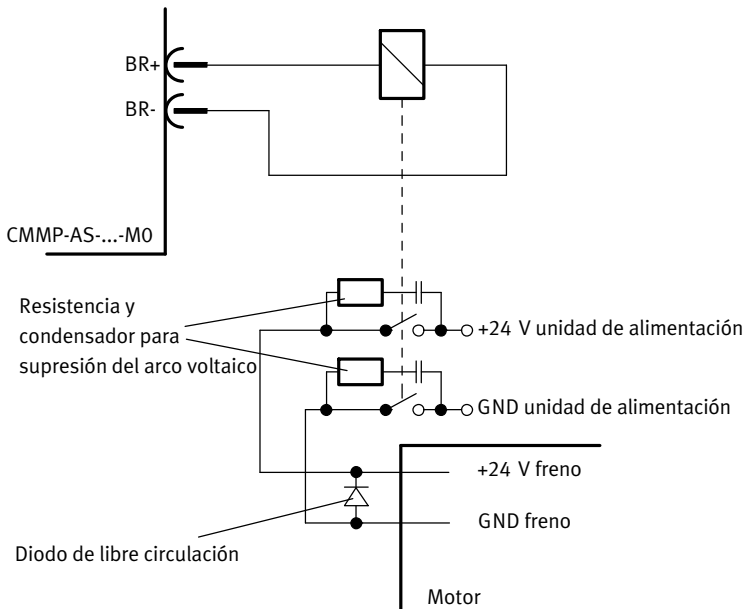 BR+
BR-
CMMP-AS-...-M0
Resistencia y
condensador para
supresión del arco voltaico
+24 V unidad de alimentación
GND unidad de alimentación
+24 V freno
GND freno
Diodo de libre circulación
Motor